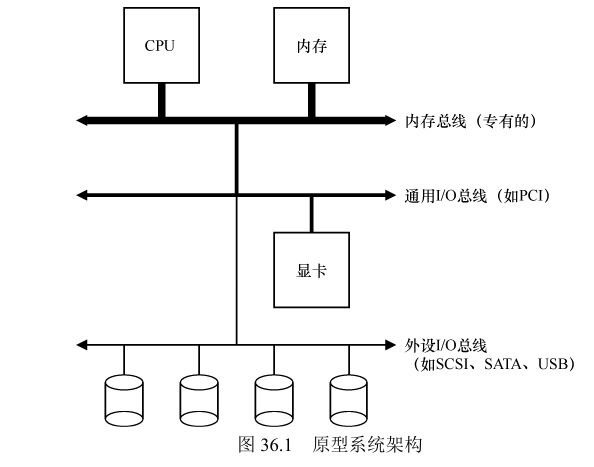 CPU
内存
内存总线（专有的）
通用I/O总线（如PCI）
显卡
外设I/O总线
（如SCSI、SATA、USB）
图 36.1 原型系统架构